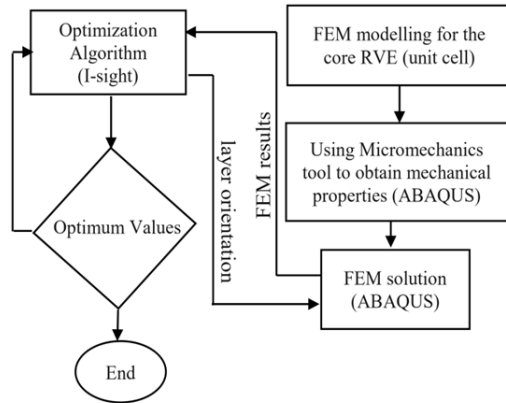 Optimization
Algorithm
(I-sight)
Optimum Values
End
layer orientation
FEM results
FEM modelling for the
core RVE (unit cell)
Using Micromechanics
tool to obtain mechanical
properties (ABAQUS)
FEM solution
(ABAQUS)